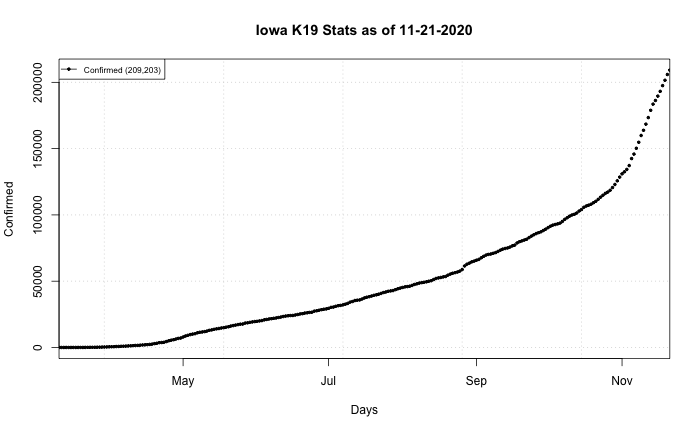 Iowa K19 Stats as of 11-21-2020
Confirmed (209,203)
Confirmed
200000
150000
100000
50000
0
May Jul Sep Nov
Days